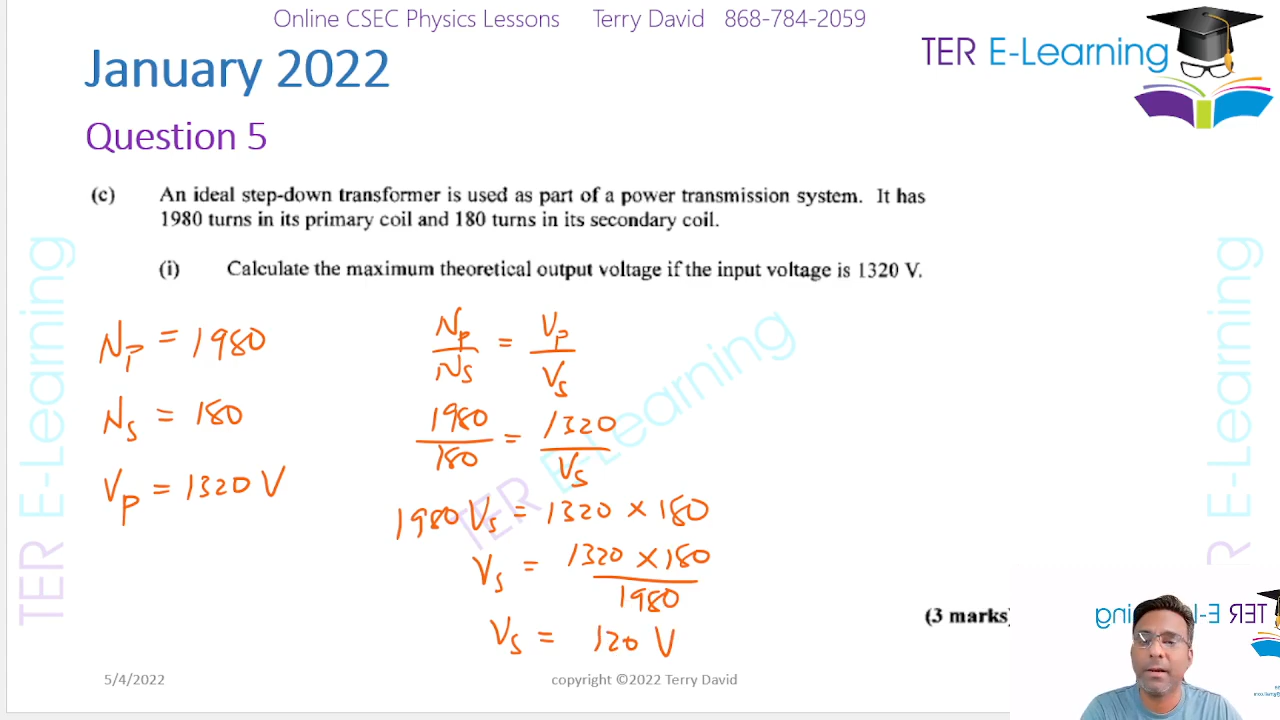 Online CSEC Physics Lessons Terry David 868-784-2059
TER E-Learning
January 2022
Question 5
(c) An ideal step-down transformer is used as part of a power transmission system. It has
1980 turns in its primary coil and 180 turns in its secondary coil.
(i) Calculate the maximum theoretical output voltage if the input voltage is 1320 V.
Np = 1980
Ns = 180
Vp = 1320 V
Np/Ns = Vp/Vs
1980/180 = 1320/Vs
1980 Vs = 1320 × 180
Vs = 1320 × 180 / 1980
Vs = 120 V
(3 marks)
TER E-Learning
TER E-Learning
TER E-Learning
TER E-L
5/4/2022
copyright ©2022 Terry David